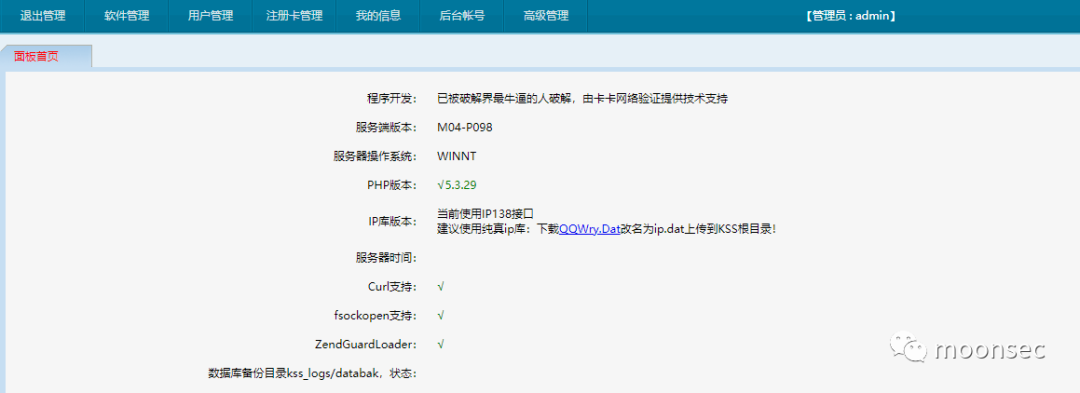 退出管理 软件管理 用户管理 注册卡管理 我的信息 后台帐号 高级管理 【管理员 : admin】
面板首页
程序开发： 已被破解界最牛逼的人破解，由卡卡网络验证提供技术支持
服务端版本： M04-P098
服务器操作系统： WINNT
PHP版本： √5.3.29
IP库版本： 当前使用IP138接口
建议使用纯真ip库：下载QQWry.Dat改名为ip.dat上传到KSS根目录！
服务器时间：
Curl支持： √
fsockopen支持： √
ZendGuardLoader： √
数据库备份目录kss_logs/databak，状态：
moonsec